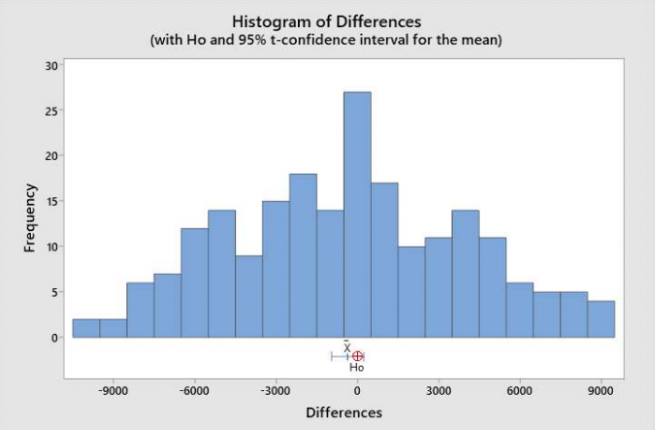 Histogram of Differences
(with Ho and 95% t-confidence interval for the mean)
30
25
20
15
10
5
0
Frequency
X̄
Ho
-9000 -6000 -3000 0 3000 6000 9000
Differences